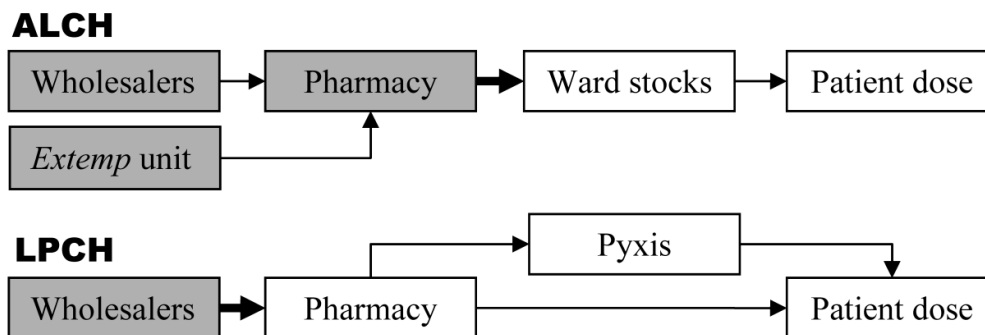 ALCH
Wholesalers
Pharmacy
Ward stocks
Patient dose
Extemp unit
LPCH
Pyxis
Wholesalers
Pharmacy
Patient dose